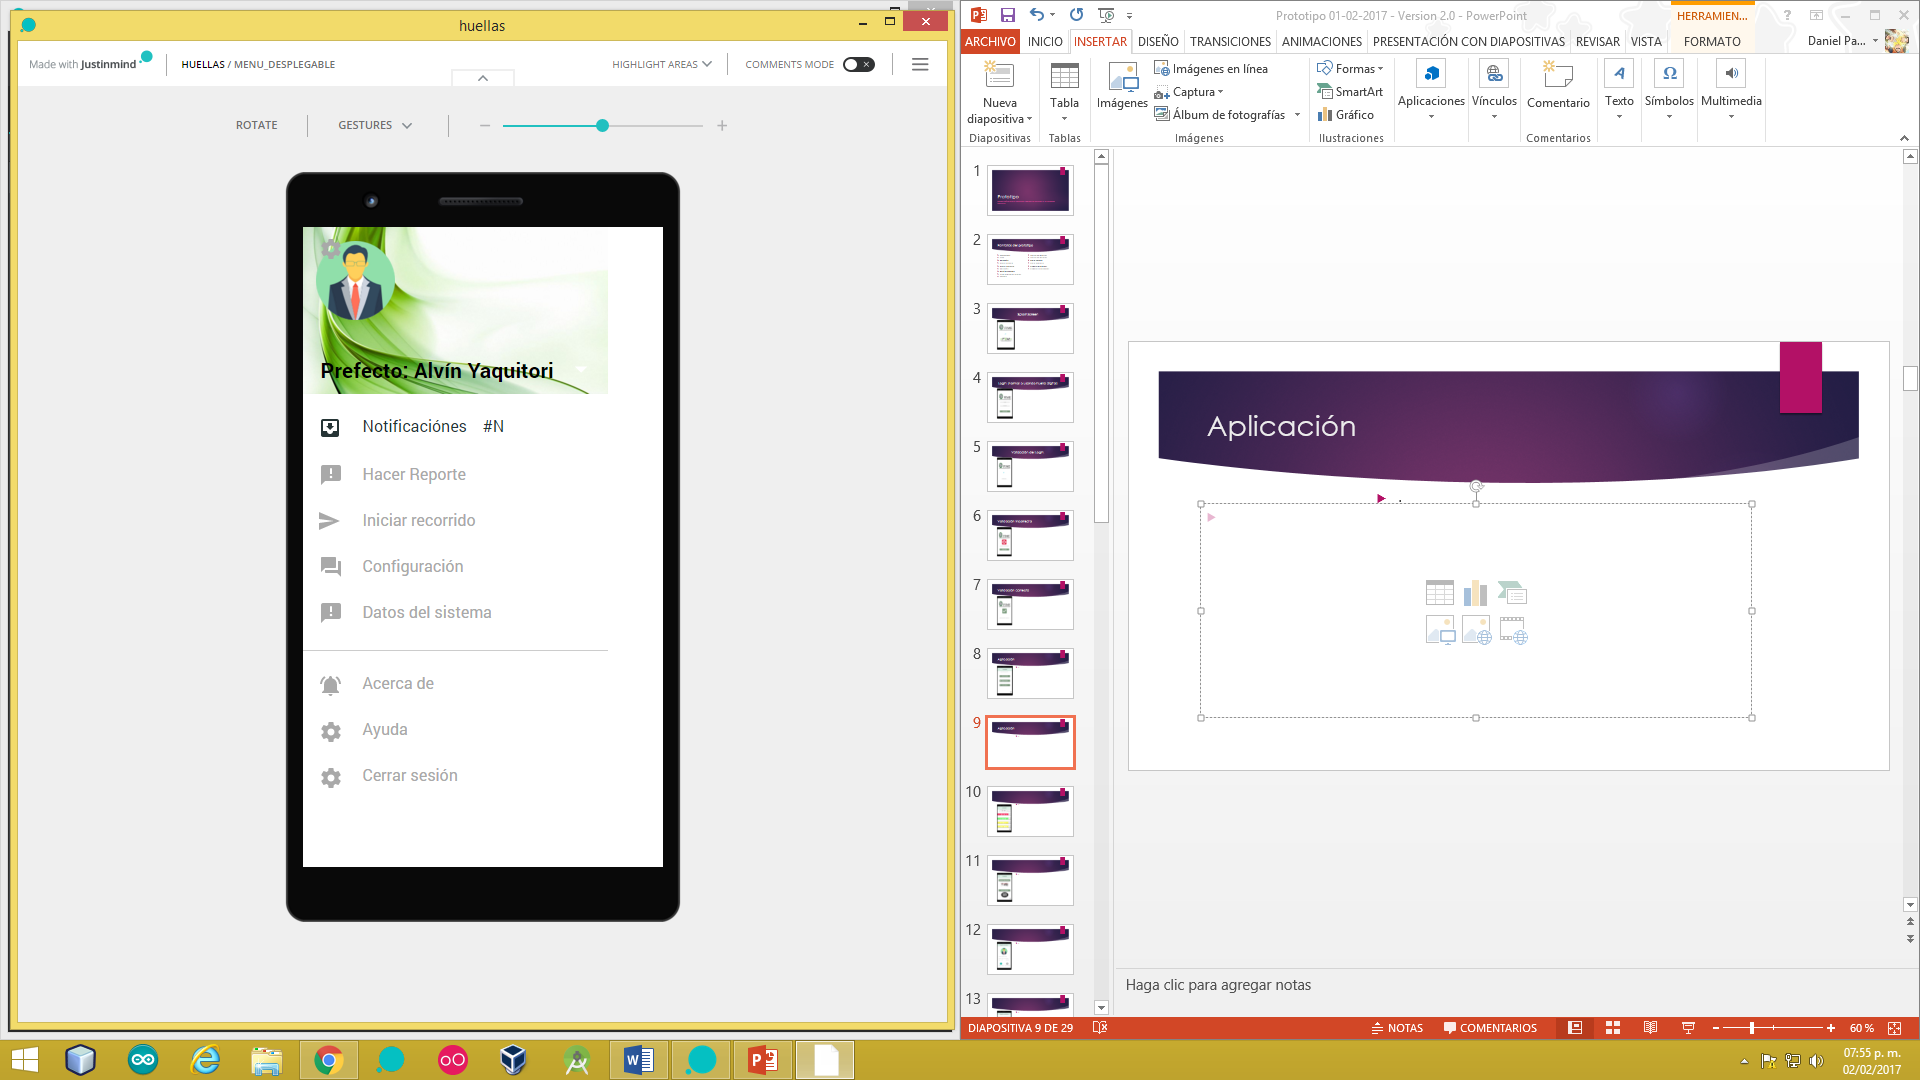 huellas
Made with Justinmind
HUELLAS / MENU_DESPLEGABLE
HIGHLIGHT AREAS
COMMENTS MODE
ROTATE
GESTURES
Prefecto: Alvín Yaquitori
Notificaciónes #N
Hacer Reporte
Iniciar recorrido
Configuración
Datos del sistema
Acerca de
Ayuda
Cerrar sesión
Prototipo 01-02-2017 - Version 2.0 - PowerPoint
HERRAMIEN...
ARCHIVO INICIO INSERTAR DISEÑO TRANSICIONES ANIMACIONES PRESENTACIÓN CON DIAPOSITIVAS REVISAR VISTA FORMATO
Daniel Pa...
Nueva diapositiva
Tabla
Imágenes
Imágenes en línea
Captura
Álbum de fotografías
Formas
SmartArt
Gráfico
Aplicaciones
Vínculos
Comentario
Texto
Símbolos
Multimedia
Diapositivas
Tablas
Imágenes
Ilustraciones
Comentarios
1
Prototipo
2
3
4
5
6
7
8
9
10
11
12
13
Aplicación
.
Haga clic para agregar notas
DIAPOSITIVA 9 DE 29
NOTAS
COMENTARIOS
60 %
07:55 p. m.
02/02/2017